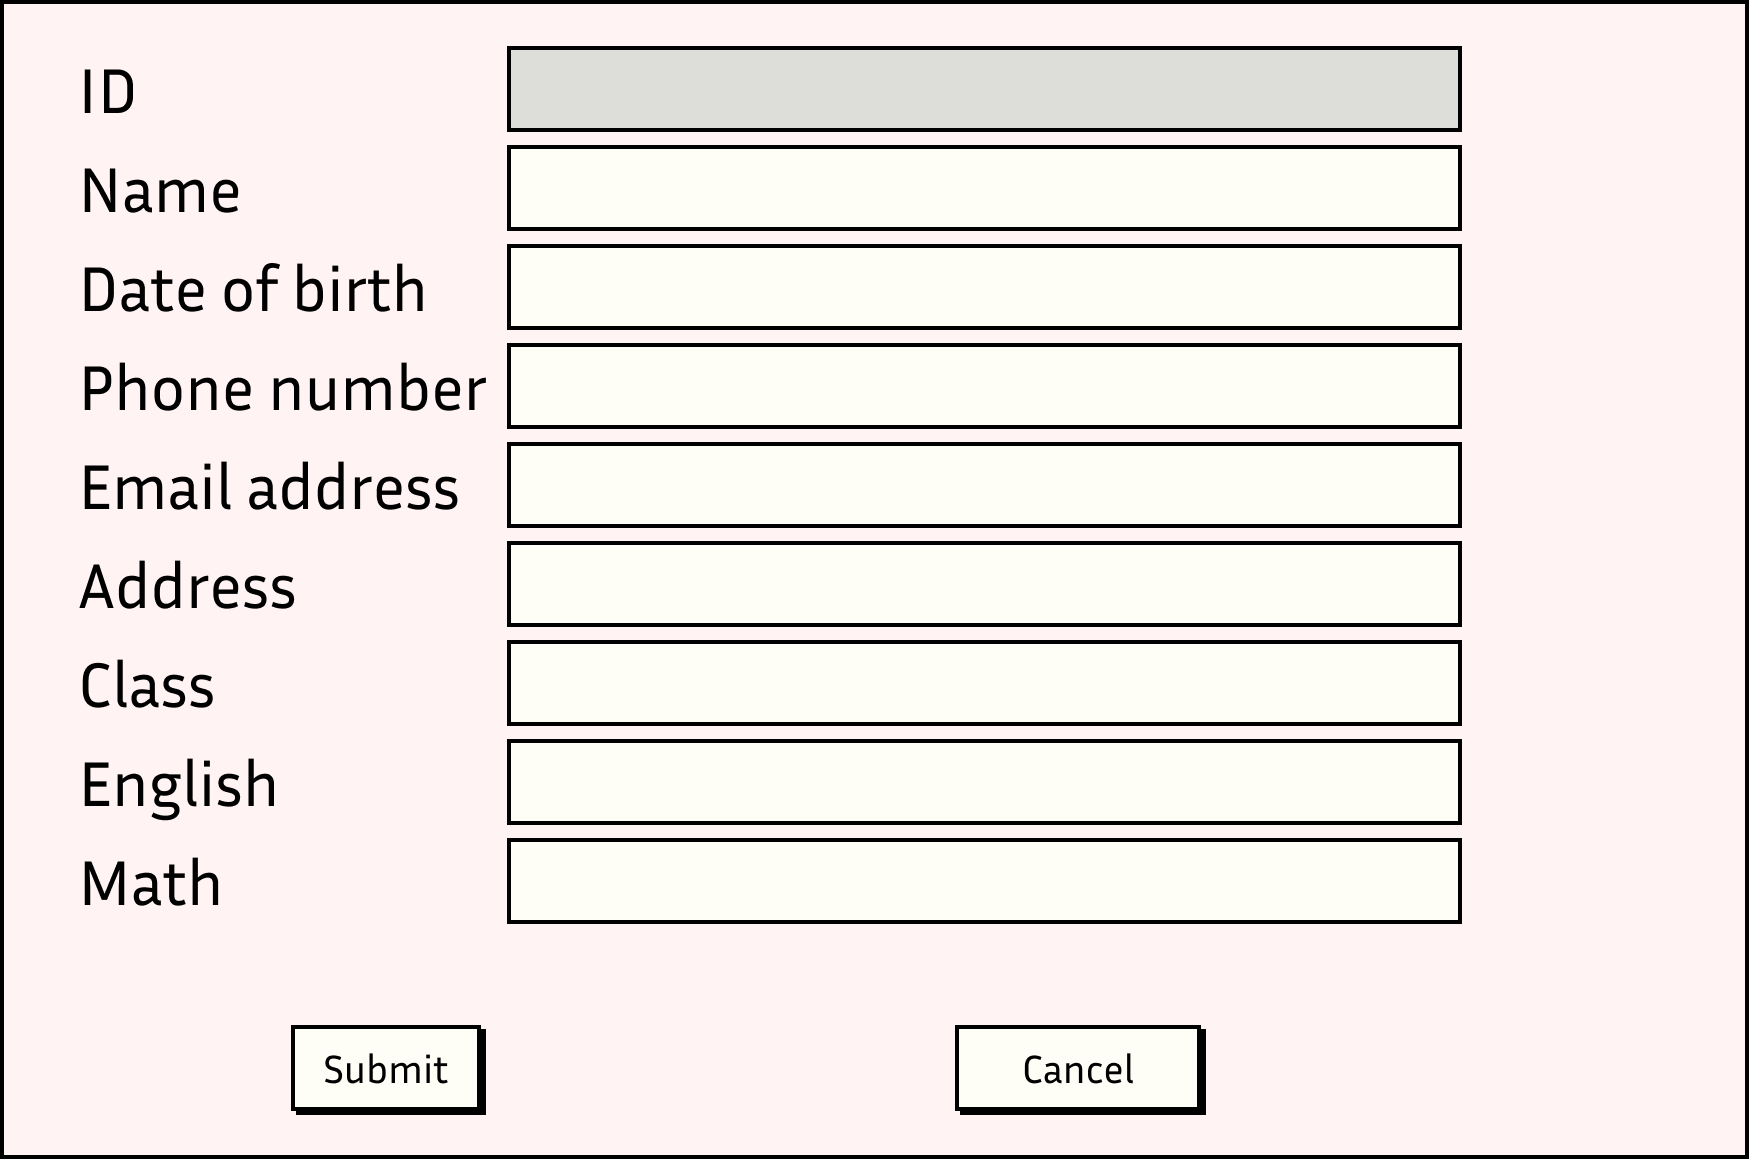 ID
Name
Date of birth
Phone number
Email address
Address
Class
English
Math
Submit
Cancel